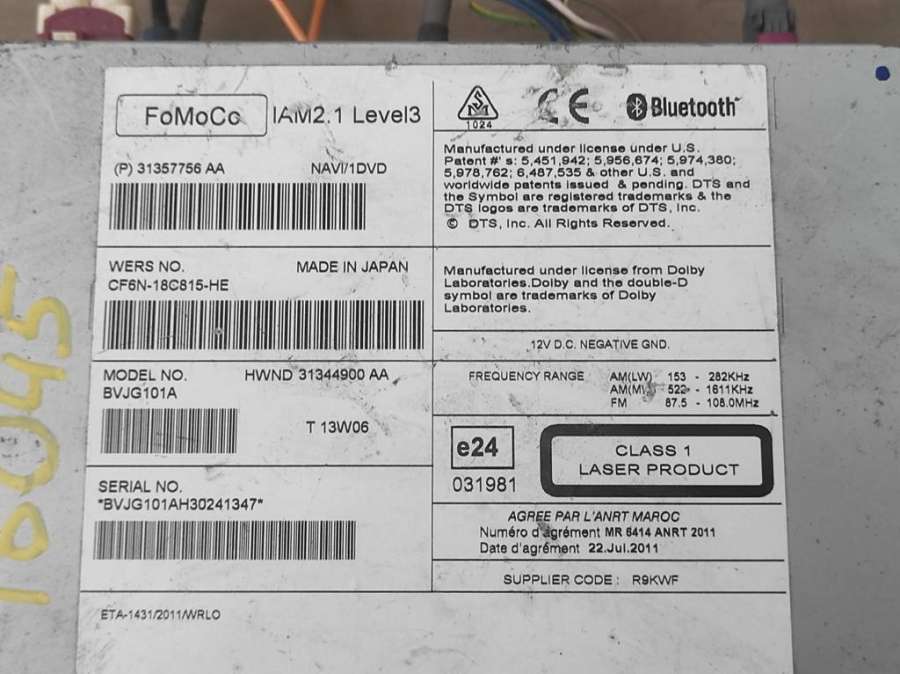 FoMoCo IAM2.1 Level3
(P) 31357756 AA NAVI/1DVD
WERS NO. MADE IN JAPAN
CF6N-18C815-HE
MODEL NO. HWND 31344900 AA
BVJG101A
T 13W06
SERIAL NO.
*BVJG101AH30241347*
ETA-1431/2011/WRLO
1024
CE
Bluetooth
Manufactured under license under U.S.
Patent #' s: 5,451,942; 5,956,674; 5,974,380;
5,978,762; 6,487,535 & other U.S. and
worldwide patents issued & pending. DTS and
the Symbol are registered trademarks & the
DTS logos are trademarks of DTS, Inc.
© DTS, Inc. All Rights Reserved.
Manufactured under license from Dolby
Laboratories.Dolby and the double-D
symbol are trademarks of Dolby
Laboratories.
12V D.C. NEGATIVE GND.
FREQUENCY RANGE AM(LW) 153 - 282KHz
AM(M) 522 - 1611KHz
FM 87.5 - 108.0MHz
e24
031981
CLASS 1
LASER PRODUCT
AGREE PAR L'ANRT MAROC
Numéro d'agrément MR 6414 ANRT 2011
Date d'agrément 22.Jul.2011
SUPPLIER CODE : R9KWF